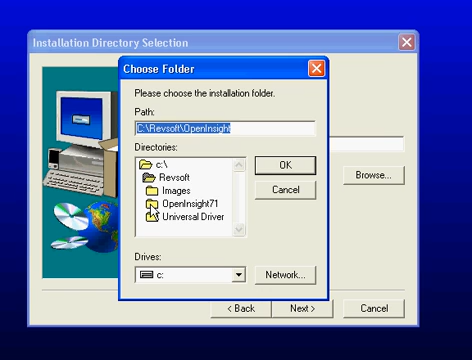 Installation Directory Selection
Choose Folder
Please choose the installation folder.
Path:
C:\Revsoft\OpenInsight
Directories:
c:\
Revsoft
Images
OpenInsight71
Universal Driver
OK
Cancel
Browse...
Drives:
c:
Network...
< Back
Next >
Cancel